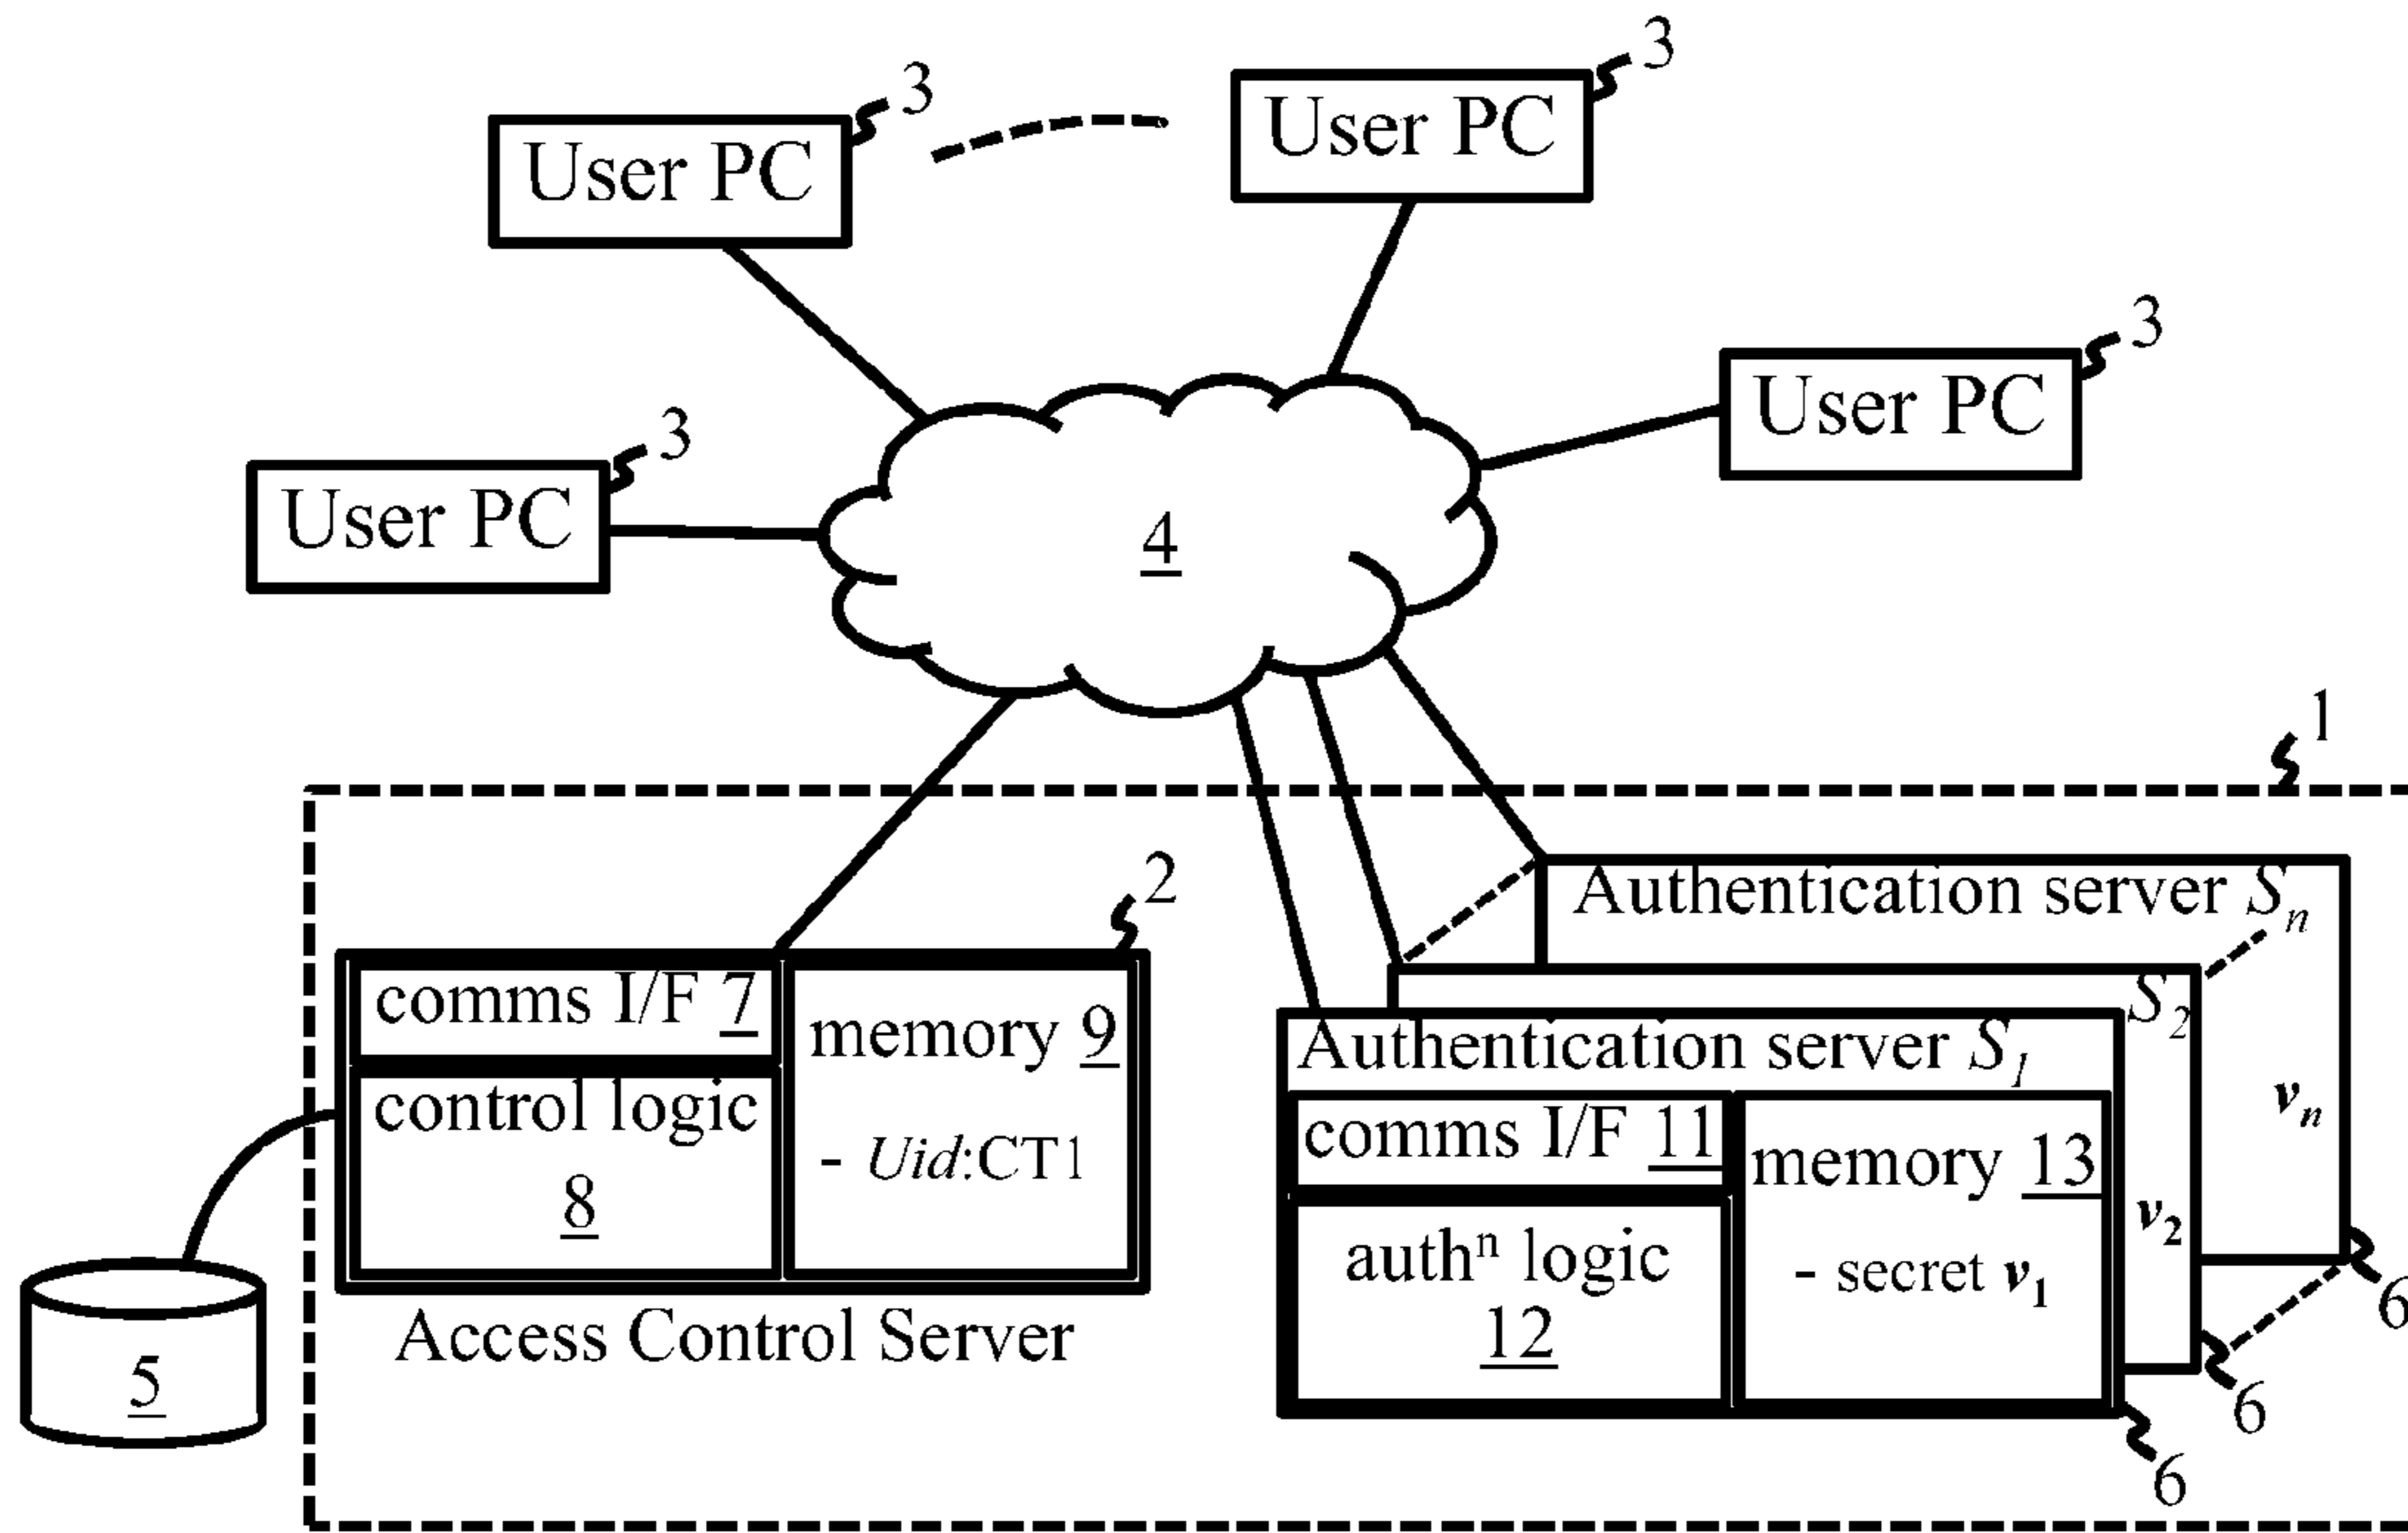 3
User PC
3
User PC
3
User PC
3
User PC
4
1
2
comms I/F 7
control logic
8
memory 9
- Uid:CT1
Access Control Server
5
Authentication server Sn
vn
6
S2
v2
6
Authentication server S1
comms I/F 11
authn logic
12
memory 13
- secret v1
6